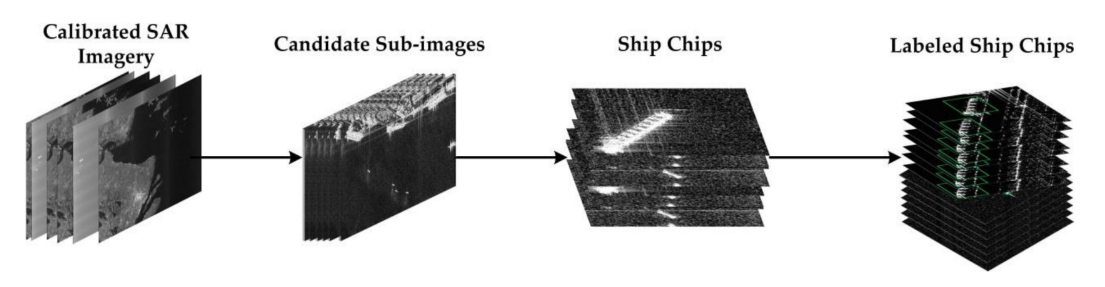 Calibrated SAR
Imagery
Candidate Sub-images
Ship Chips
Labeled Ship Chips